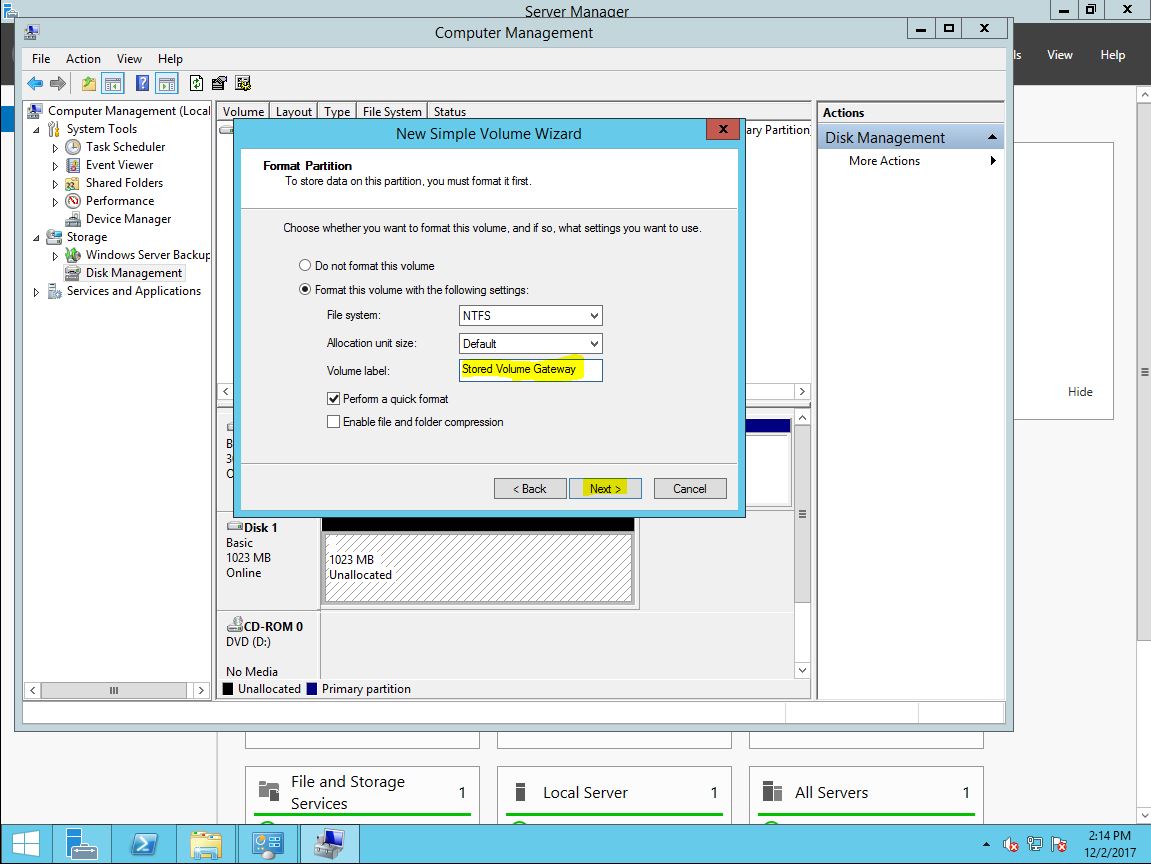 Server Manager
Computer Management
File Action View Help
View Help
Computer Management (Local
System Tools
Task Scheduler
Event Viewer
Shared Folders
Performance
Device Manager
Storage
Windows Server Backup
Disk Management
Services and Applications
Volume Layout Type File System Status
Actions
Disk Management
More Actions
New Simple Volume Wizard
Format Partition
To store data on this partition, you must format it first.
Choose whether you want to format this volume, and if so, what settings you want to use.
Do not format this volume
Format this volume with the following settings:
File system: NTFS
Allocation unit size: Default
Volume label: Stored Volume Gateway
Perform a quick format
Enable file and folder compression
< Back Next > Cancel
ary Partition
Hide
Disk 1
Basic
1023 MB
Online
1023 MB
Unallocated
CD-ROM 0
DVD (D:)
No Media
Unallocated Primary partition
File and Storage
Services 1
Local Server 1
All Servers 1
2:14 PM
12/2/2017